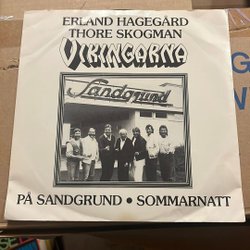 ERLAND HAGEGÅRD
THORE SKOGMAN
VIKINGARNA
Sandgrund
PÅ SANDGRUND • SOMMARNATT